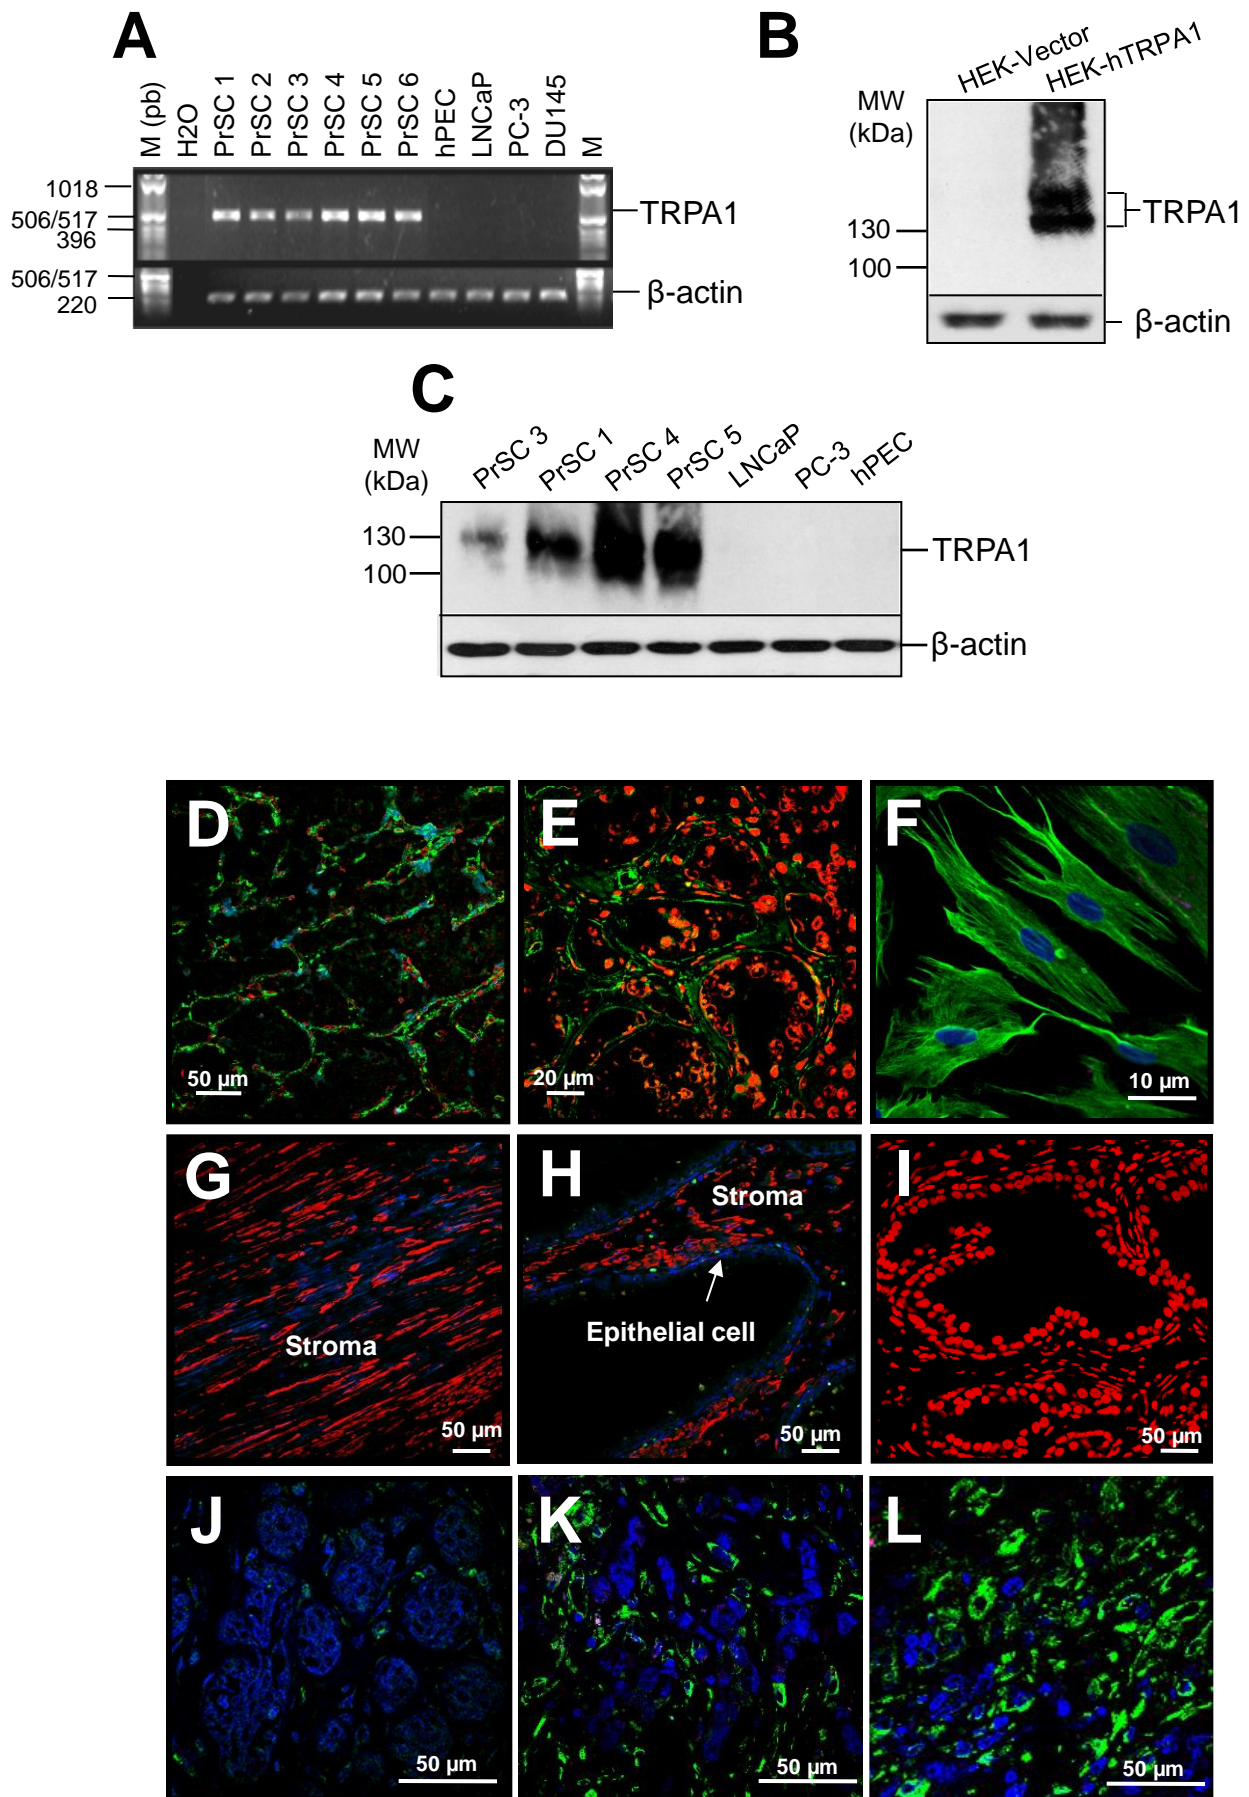 A
M (pb)
H2O
PrSC 1
PrSC 2
PrSC 3
PrSC 4
PrSC 5
PrSC 6
hPEC
LNCaP
PC-3
DU145
M
1018
506/517
396
TRPA1
506/517
220
β-actin
B
HEK-Vector
HEK-hTRPA1
MW
(kDa)
130
100
TRPA1
β-actin
C
MW
(kDa)
PrSC 3
PrSC 1
PrSC 4
PrSC 5
LNCaP
PC-3
hPEC
130
100
TRPA1
β-actin
D
50 µm
E
20 µm
F
10 µm
G
Stroma
50 µm
H
Stroma
Epithelial cell
50 µm
I
50 µm
J
50 µm
K
50 µm
L
50 µm